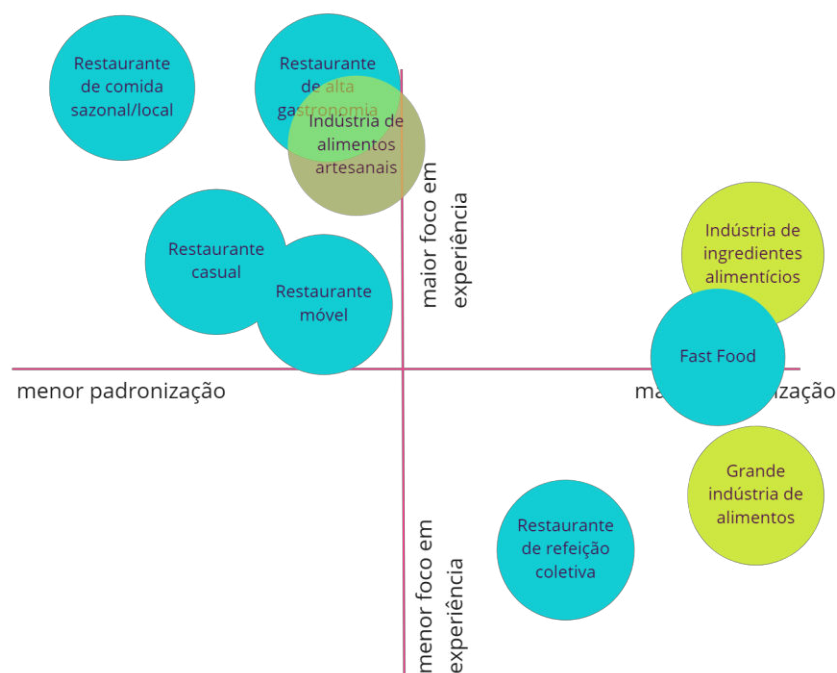 Restaurante
de comida
sazonal/local
Restaurante
de alta
gastronomia
Indústria de
alimentos
artesanais
maior foco em
experiência
Restaurante
casual
Restaurante
móvel
Indústria de
ingredientes
alimentícios
Fast Food
menor padronização
Grande
indústria de
alimentos
Restaurante
de refeição
coletiva
menor foco em
experiência